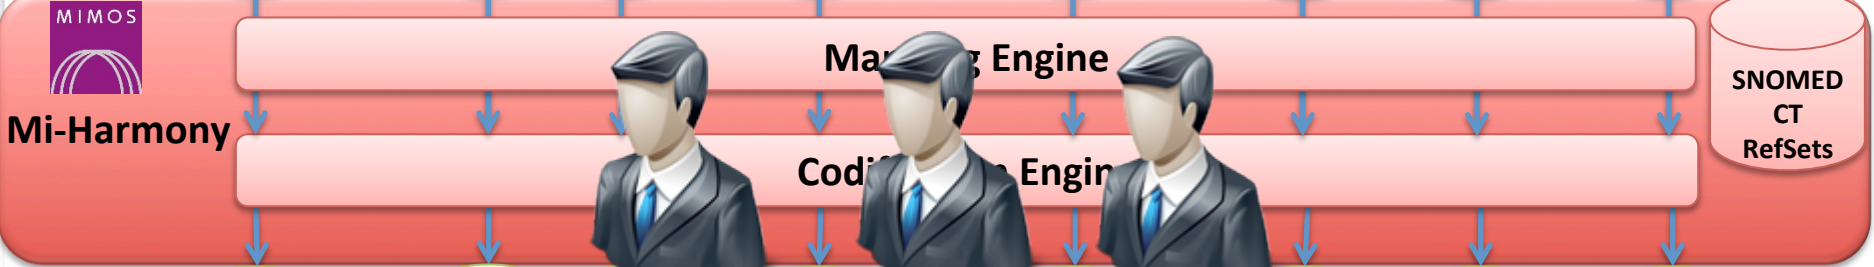 MIMOS
Mi-Harmony
Engine
Engin
SNOMED
CT
RefSets